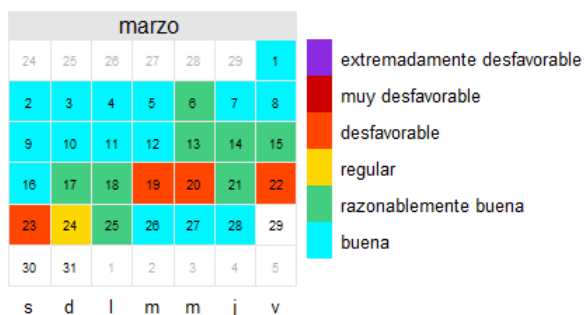 marzo
24 25 26 27 28 29 1
2 3 4 5 6 7 8
9 10 11 12 13 14 15
16 17 18 19 20 21 22
23 24 25 26 27 28 29
30 31 1 2 3 4 5
s d l m m j v
extremadamente desfavorable
muy desfavorable
desfavorable
regular
razonablemente buena
buena